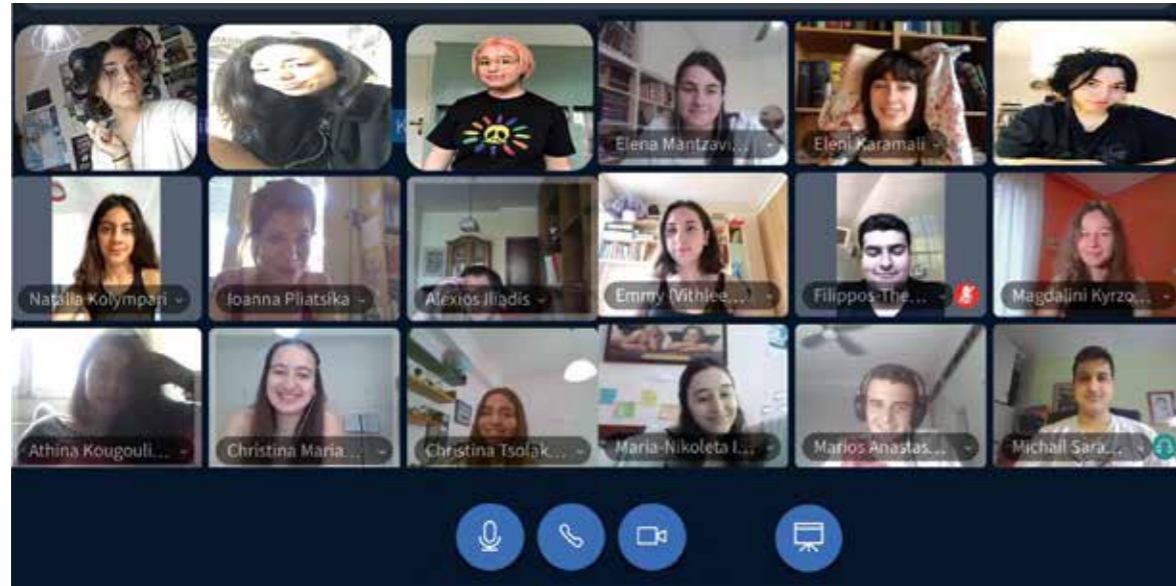 Elena Mantzavi...
Eleni Karamali
Natalia Kolympari
Ioanna Pliatsika
Alexios Iliadis
Emmy (Vithlee...
Filippos-The...
Magdalini Kyrzo...
Athina Kougouli...
Christina Maria...
Christina Tsolak...
Maria-Nikoleta I...
Marios Anastas...
Michail Sara...